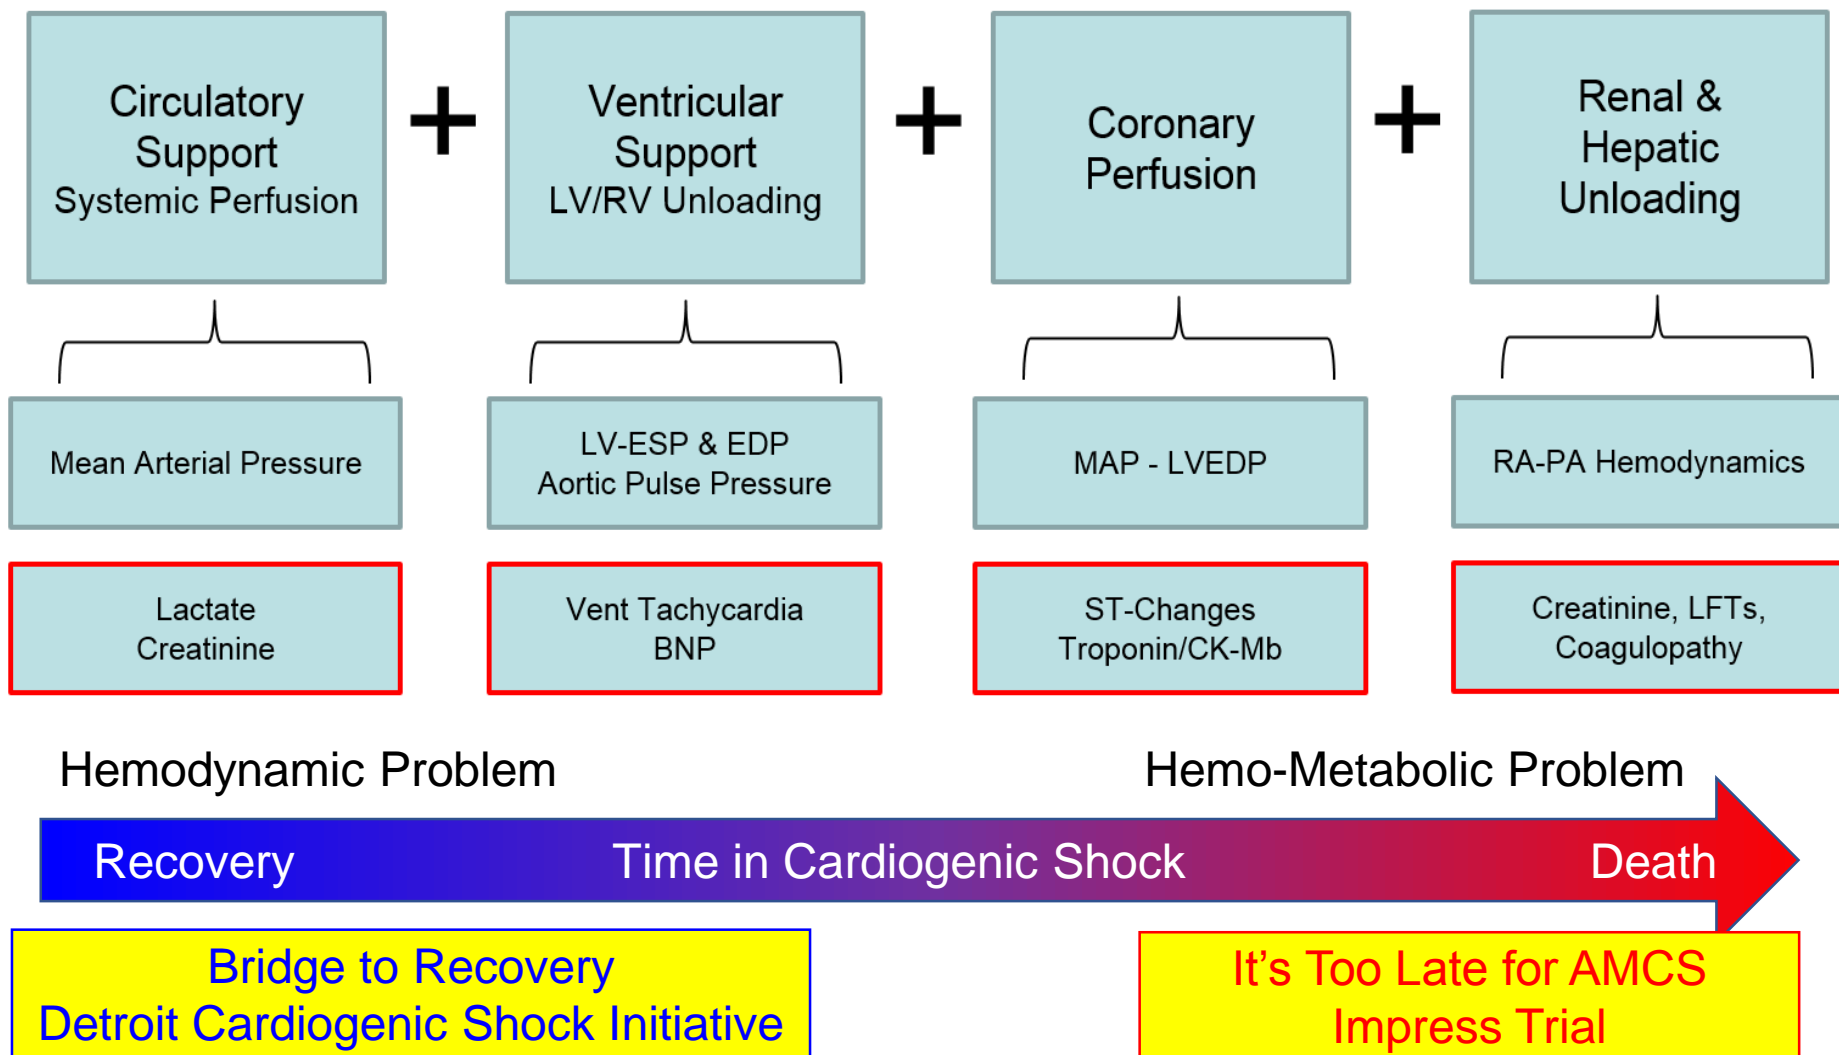 Circulatory
Support
Systemic Perfusion
+
Ventricular
Support
LV/RV Unloading
+
Coronary
Perfusion
+
Renal &
Hepatic
Unloading
Mean Arterial Pressure
LV-ESP & EDP
Aortic Pulse Pressure
MAP - LVEDP
RA-PA Hemodynamics
Lactate
Creatinine
Vent Tachycardia
BNP
ST-Changes
Troponin/CK-Mb
Creatinine, LFTs,
Coagulopathy
Hemodynamic Problem
Hemo-Metabolic Problem
Recovery
Time in Cardiogenic Shock
Death
Bridge to Recovery
Detroit Cardiogenic Shock Initiative
It's Too Late for AMCS
Impress Trial